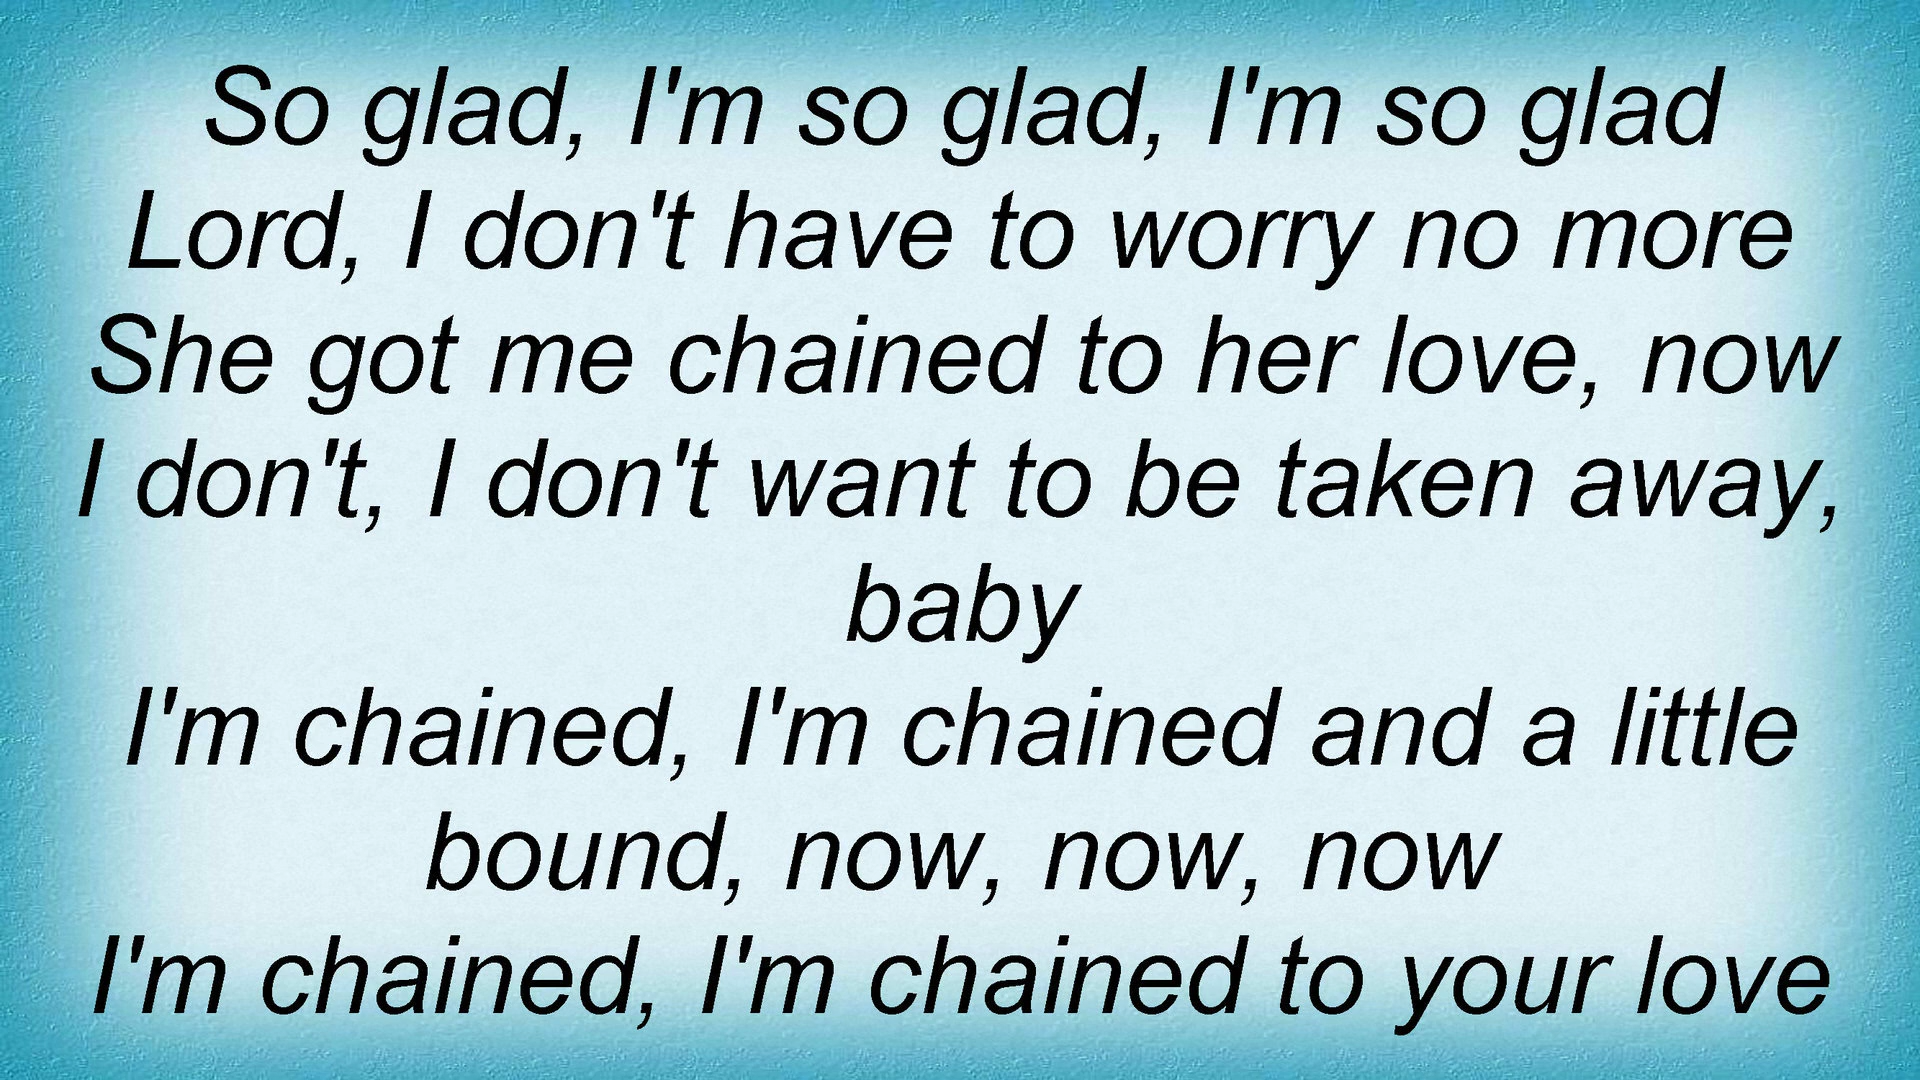 So glad, I'm so glad, I'm so glad
Lord, I don't have to worry no more
She got me chained to her love, now
I don't, I don't want to be taken away,
baby
I'm chained, I'm chained and a little
bound, now, now, now
I'm chained, I'm chained to your love